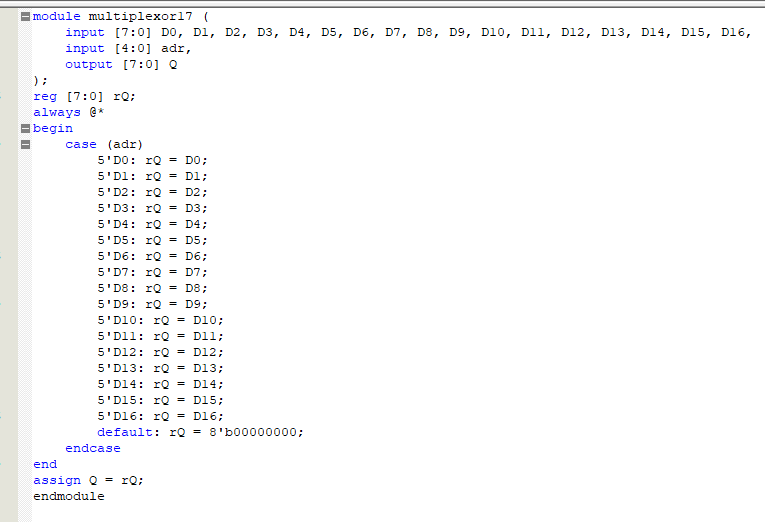 module multiplexor17 (
    input [7:0] D0, D1, D2, D3, D4, D5, D6, D7, D8, D9, D10, D11, D12, D13, D14, D15, D16,
    input [4:0] adr,
    output [7:0] Q
);
reg [7:0] rQ;
always @*
begin
    case (adr)
        5'D0: rQ = D0;
        5'D1: rQ = D1;
        5'D2: rQ = D2;
        5'D3: rQ = D3;
        5'D4: rQ = D4;
        5'D5: rQ = D5;
        5'D6: rQ = D6;
        5'D7: rQ = D7;
        5'D8: rQ = D8;
        5'D9: rQ = D9;
        5'D10: rQ = D10;
        5'D11: rQ = D11;
        5'D12: rQ = D12;
        5'D13: rQ = D13;
        5'D14: rQ = D14;
        5'D15: rQ = D15;
        5'D16: rQ = D16;
        default: rQ = 8'b00000000;
    endcase
end
assign Q = rQ;
endmodule